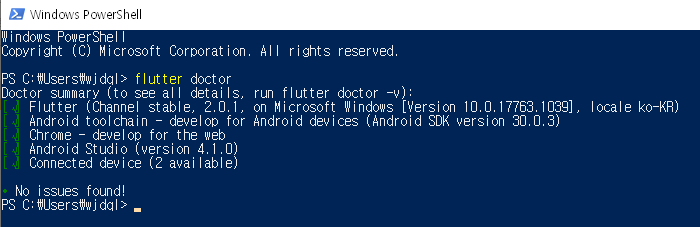 Windows PowerShell
Windows PowerShell
Copyright (C) Microsoft Corporation. All rights reserved.
PS C:₩Users₩wjdql> flutter doctor
Doctor summary (to see all details, run flutter doctor -v):
[√] Flutter (Channel stable, 2.0.1, on Microsoft Windows [Version 10.0.17763.1039], locale ko-KR)
[√] Android toolchain - develop for Android devices (Android SDK version 30.0.3)
[√] Chrome - develop for the web
[√] Android Studio (version 4.1.0)
[√] Connected device (2 available)
• No issues found!
PS C:₩Users₩wjdql>